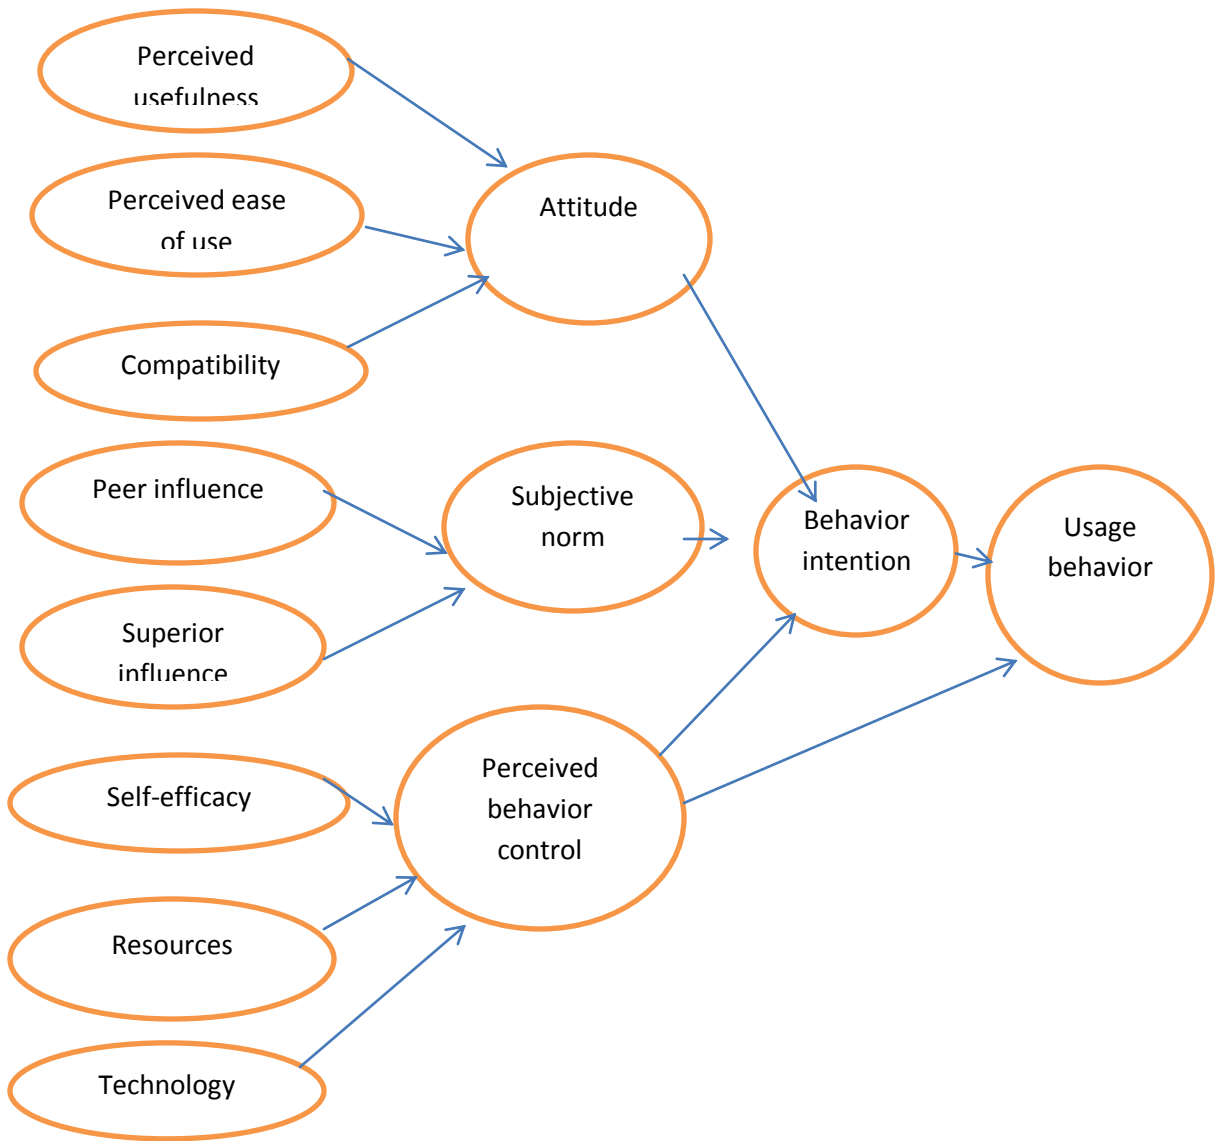 Perceived
usefulness
Perceived ease
of use
Compatibility
Peer influence
Superior
influence
Self-efficacy
Resources
Technology
Attitude
Subjective
norm
Perceived
behavior
control
Behavior
intention
Usage
behavior